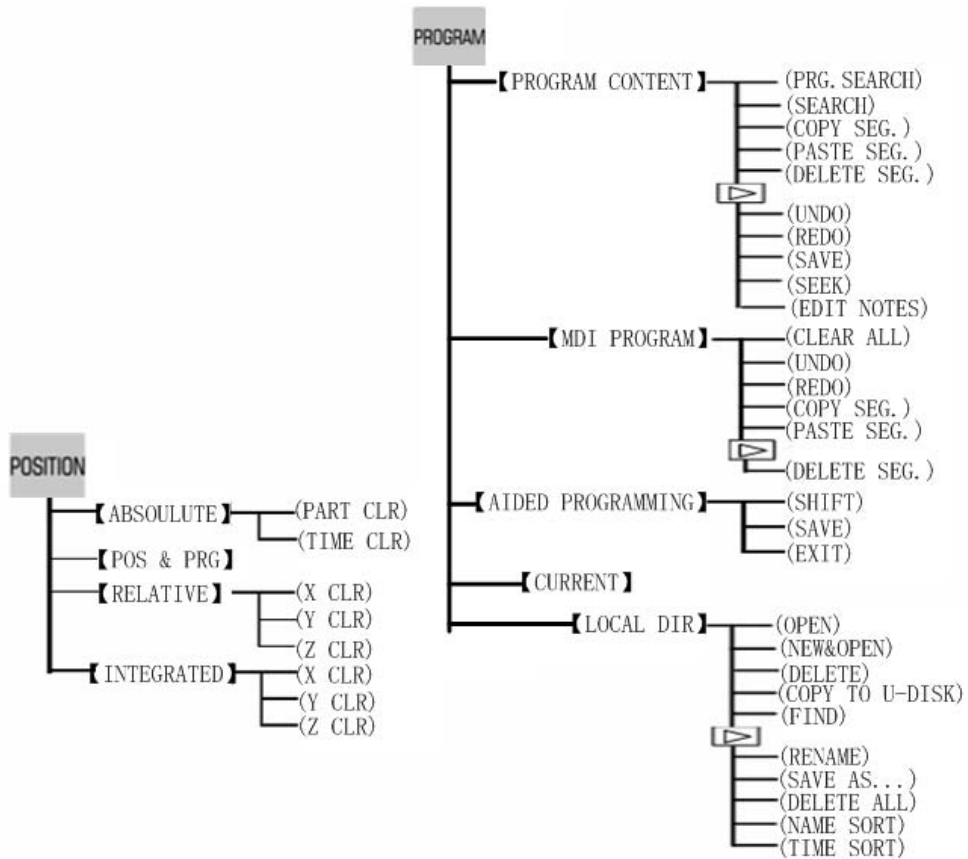 PROGRAM
【PROGRAM CONTENT】
(PRG. SEARCH)
(SEARCH)
(COPY SEG.)
(PASTE SEG.)
(DELETE SEG.)
(UNDO)
(REDO)
(SAVE)
(SEEK)
(EDIT NOTES)
【MDI PROGRAM】
(CLEAR ALL)
(UNDO)
(REDO)
(COPY SEG.)
(PASTE SEG.)
(DELETE SEG.)
【AIDED PROGRAMMING】
(SHIFT)
(SAVE)
(EXIT)
【CURRENT】
【LOCAL DIR】
(OPEN)
(NEW&OPEN)
(DELETE)
(COPY TO U-DISK)
(FIND)
(RENAME)
(SAVE AS...)
(DELETE ALL)
(NAME SORT)
(TIME SORT)
POSITION
【ABSOULUTE】
(PART CLR)
(TIME CLR)
【POS & PRG】
【RELATIVE】
(X CLR)
(Y CLR)
(Z CLR)
【INTEGRATED】
(X CLR)
(Y CLR)
(Z CLR)